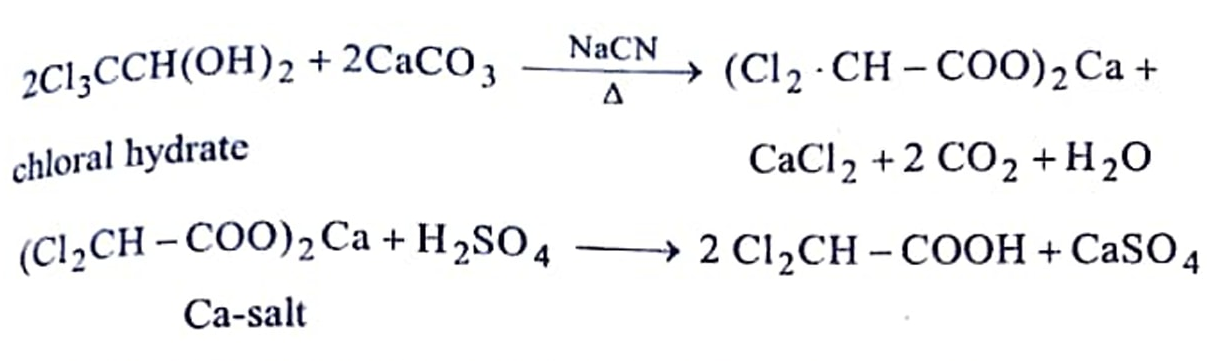 2Cl₃CCH(OH)₂ + 2CaCO₃ —NaCN/Δ→ (Cl₂·CH – COO)₂Ca +
chloral hydrate CaCl₂ + 2 CO₂ + H₂O
(Cl₂CH – COO)₂Ca + H₂SO₄ ⟶ 2 Cl₂CH – COOH + CaSO₄
Ca-salt